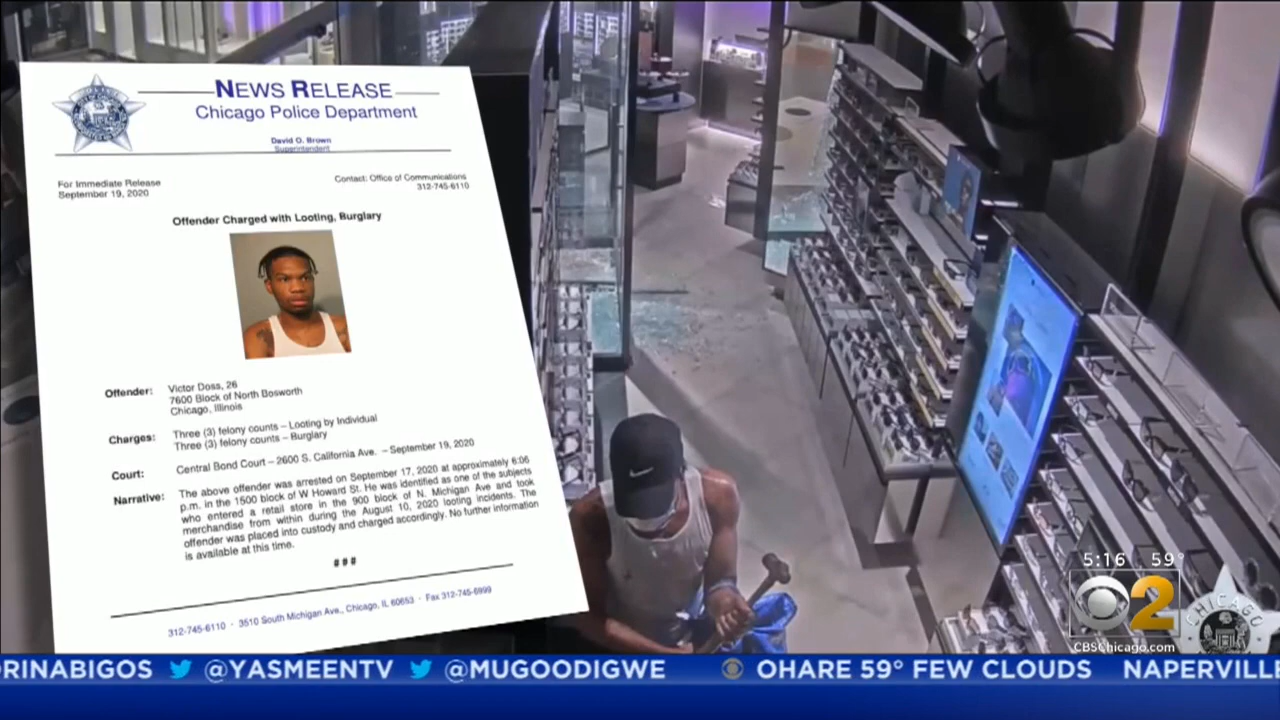 NEWS RELEASE
Chicago Police Department
David O. Brown
Superintendent
For Immediate Release
September 19, 2020
Contact: Office of Communications
312-745-6110
Offender Charged with Looting, Burglary
Offender: Victor Doss, 26
7600 Block of North Bosworth
Chicago, Illinois
Charges: Three (3) felony counts – Looting by Individual
Three (3) felony counts – Burglary
Court: Central Bond Court – 2600 S. California Ave. – September 19, 2020
Narrative: The above offender was arrested on September 17, 2020 at approximately 6:06
p.m. in the 1500 block of W Howard St. He was identified as one of the subjects
who entered a retail store in the 900 block of N. Michigan Ave and took
merchandise from within during the August 10, 2020 looting incidents. The
offender was placed into custody and charged accordingly. No further information
is available at this time.
###
312-745-6110 · 3510 South Michigan Ave., Chicago, IL 60653 · Fax 312-745-6999
5:16 59°
2
CBSChicago.com
CHICAGO
ORINABIGOS @YASMEENTV @MUGOODIGWE OHARE 59° FEW CLOUDS NAPERVILLE